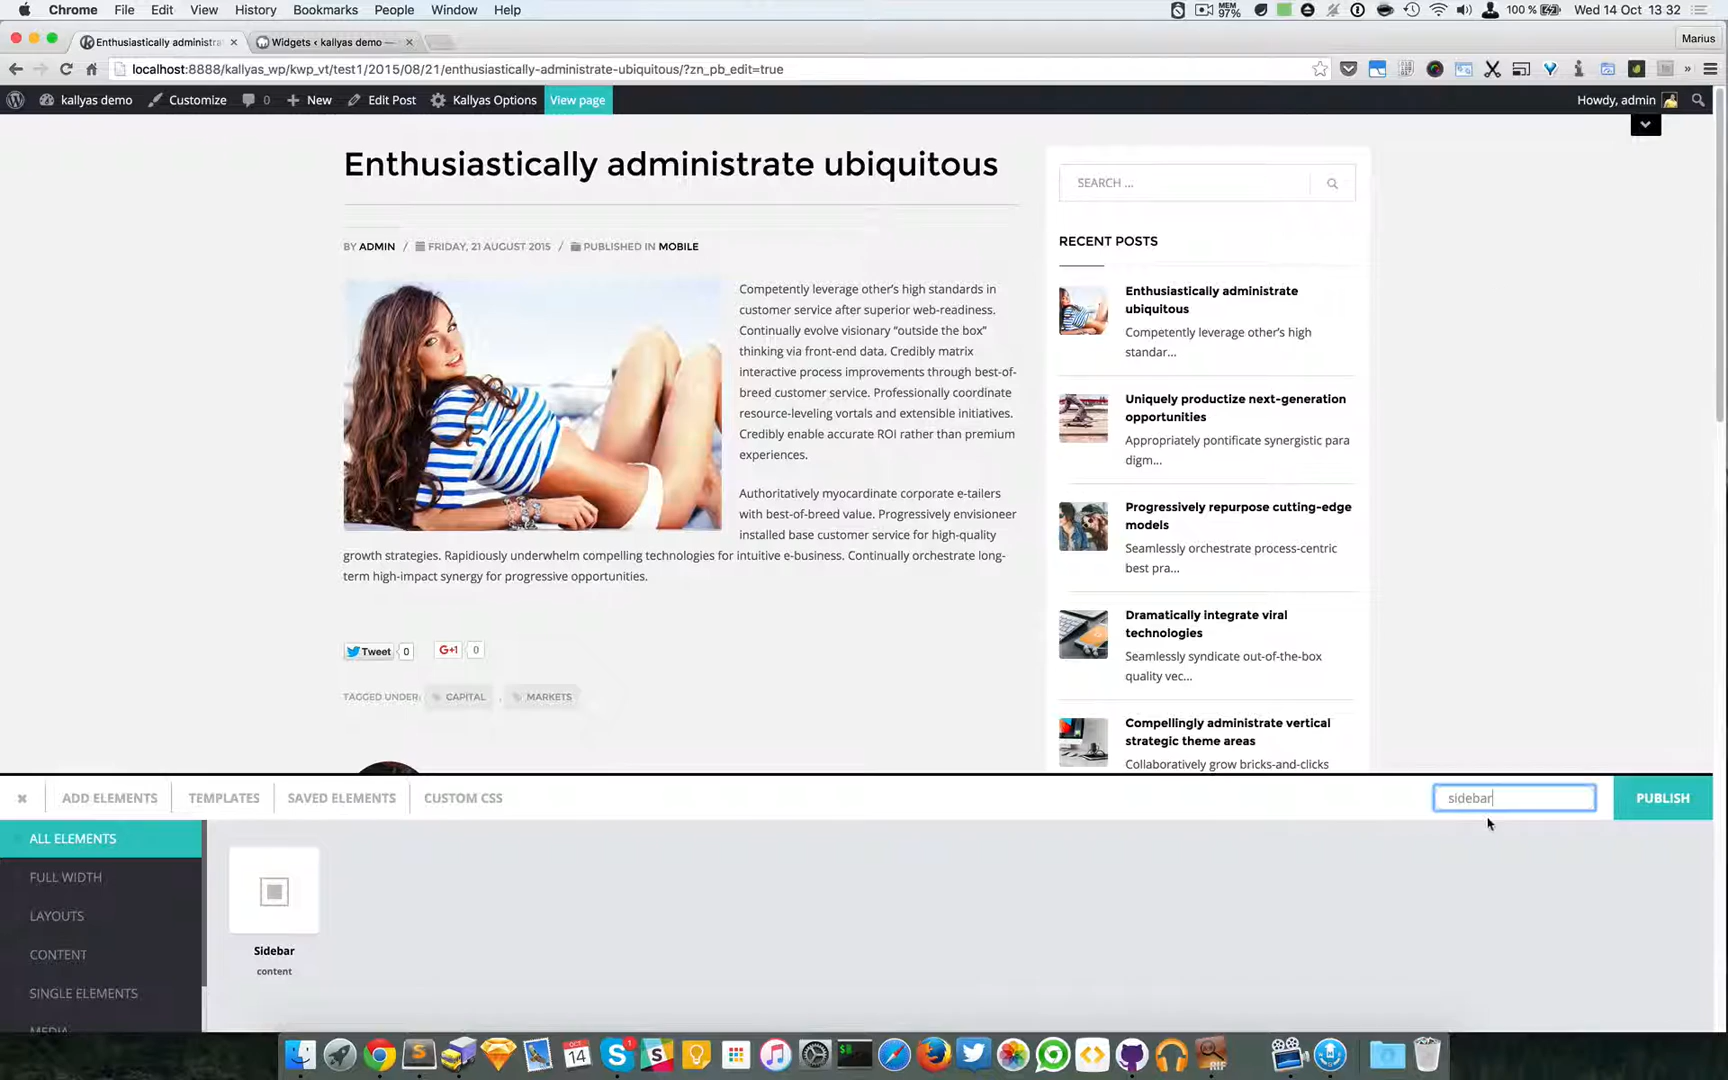 Chrome File Edit View History Bookmarks People Window Help
MEM 97% 100 % Wed 14 Oct 13:32
Enthusiastically administra Widgets ‹ kallyas demo — Marius
localhost:8888/kallyas_wp/kwp_vt/test1/2015/08/21/enthusiastically-administrate-ubiquitous/?zn_pb_edit=true
kallyas demo Customize 0 New Edit Post Kallyas Options View page Howdy, admin
Enthusiastically administrate ubiquitous
BY ADMIN / FRIDAY, 21 AUGUST 2015 / PUBLISHED IN MOBILE
Competently leverage other's high standards in
customer service after superior web-readiness.
Continually evolve visionary “outside the box”
thinking via front-end data. Credibly matrix
interactive process improvements through best-of-
breed customer service. Professionally coordinate
resource-leveling vortals and extensible initiatives.
Credibly enable accurate ROI rather than premium
experiences.
Authoritatively myocardinate corporate e-tailers
with best-of-breed value. Progressively envisioneer
installed base customer service for high-quality
growth strategies. Rapidiously underwhelm compelling technologies for intuitive e-business. Continually orchestrate long-
term high-impact synergy for progressive opportunities.
Tweet 0 G+1 0
TAGGED UNDER: CAPITAL , MARKETS
SEARCH ...
RECENT POSTS
Enthusiastically administrate
ubiquitous
Competently leverage other's high
standar...
Uniquely productize next-generation
opportunities
Appropriately pontificate synergistic para
digm...
Progressively repurpose cutting-edge
models
Seamlessly orchestrate process-centric
best pra...
Dramatically integrate viral
technologies
Seamlessly syndicate out-of-the-box
quality vec...
Compellingly administrate vertical
strategic theme areas
Collaboratively grow bricks-and-clicks
ADD ELEMENTS TEMPLATES SAVED ELEMENTS CUSTOM CSS sidebar PUBLISH
ALL ELEMENTS
FULL WIDTH
LAYOUTS
CONTENT
SINGLE ELEMENTS
MEDIA
Sidebar
content
OCT 14 1 RIF